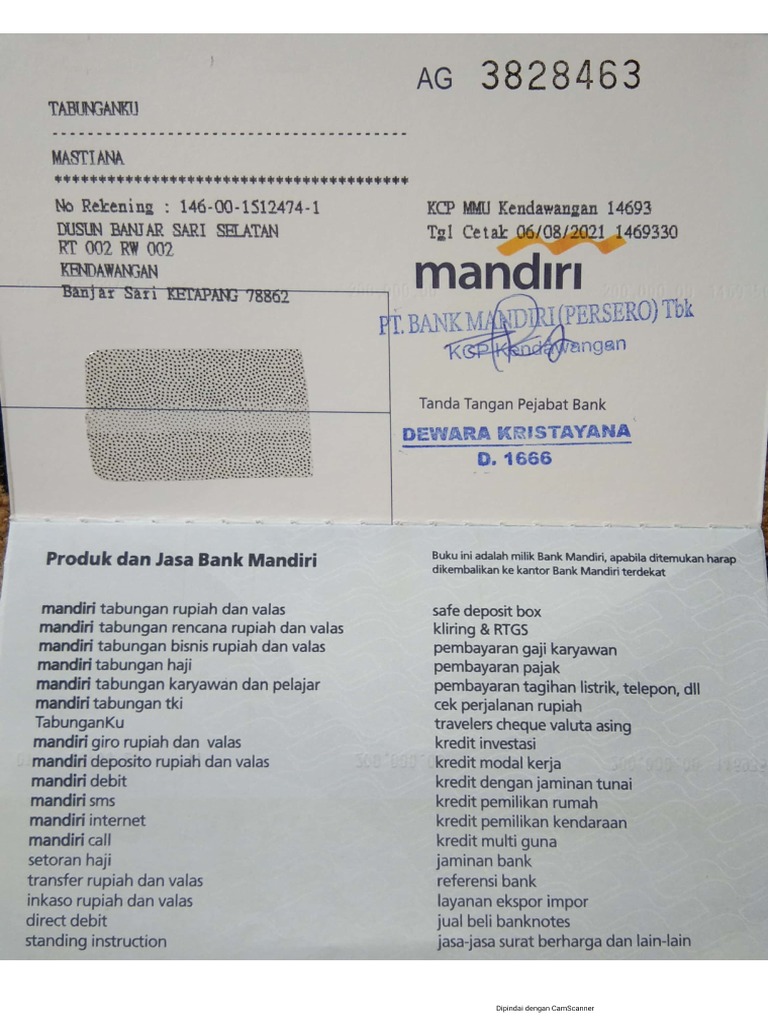 AG 3828463
TABUNGANKU
----------------------------------------
MASTIANA
****************************************
No Rekening : 146-00-1512474-1
DUSUN BANJAR SARI SELATAN
RT 002 RW 002
KENDAWANGAN
Banjar Sari KETAPANG 78862
KCP MMU Kendawangan 14693
Tgl Cetak 06/08/2021 1469330
mandiri
PT. BANK MANDIRI (PERSERO) Tbk
KCP Kendawangan
Tanda Tangan Pejabat Bank
DEWARA KRISTAYANA
D. 1666
Produk dan Jasa Bank Mandiri
mandiri tabungan rupiah dan valas
mandiri tabungan rencana rupiah dan valas
mandiri tabungan bisnis rupiah dan valas
mandiri tabungan haji
mandiri tabungan karyawan dan pelajar
mandiri tabungan tki
TabunganKu
mandiri giro rupiah dan valas
mandiri deposito rupiah dan valas
mandiri debit
mandiri sms
mandiri internet
mandiri call
setoran haji
transfer rupiah dan valas
inkaso rupiah dan valas
direct debit
standing instruction
Buku ini adalah milik Bank Mandiri, apabila ditemukan harap
dikembalikan ke kantor Bank Mandiri terdekat
safe deposit box
kliring & RTGS
pembayaran gaji karyawan
pembayaran pajak
pembayaran tagihan listrik, telepon, dll
cek perjalanan rupiah
travelers cheque valuta asing
kredit investasi
kredit modal kerja
kredit dengan jaminan tunai
kredit pemilikan rumah
kredit pemilikan kendaraan
kredit multi guna
jaminan bank
referensi bank
layanan ekspor impor
jual beli banknotes
jasa-jasa surat berharga dan lain-lain
Dipindai dengan CamScanner